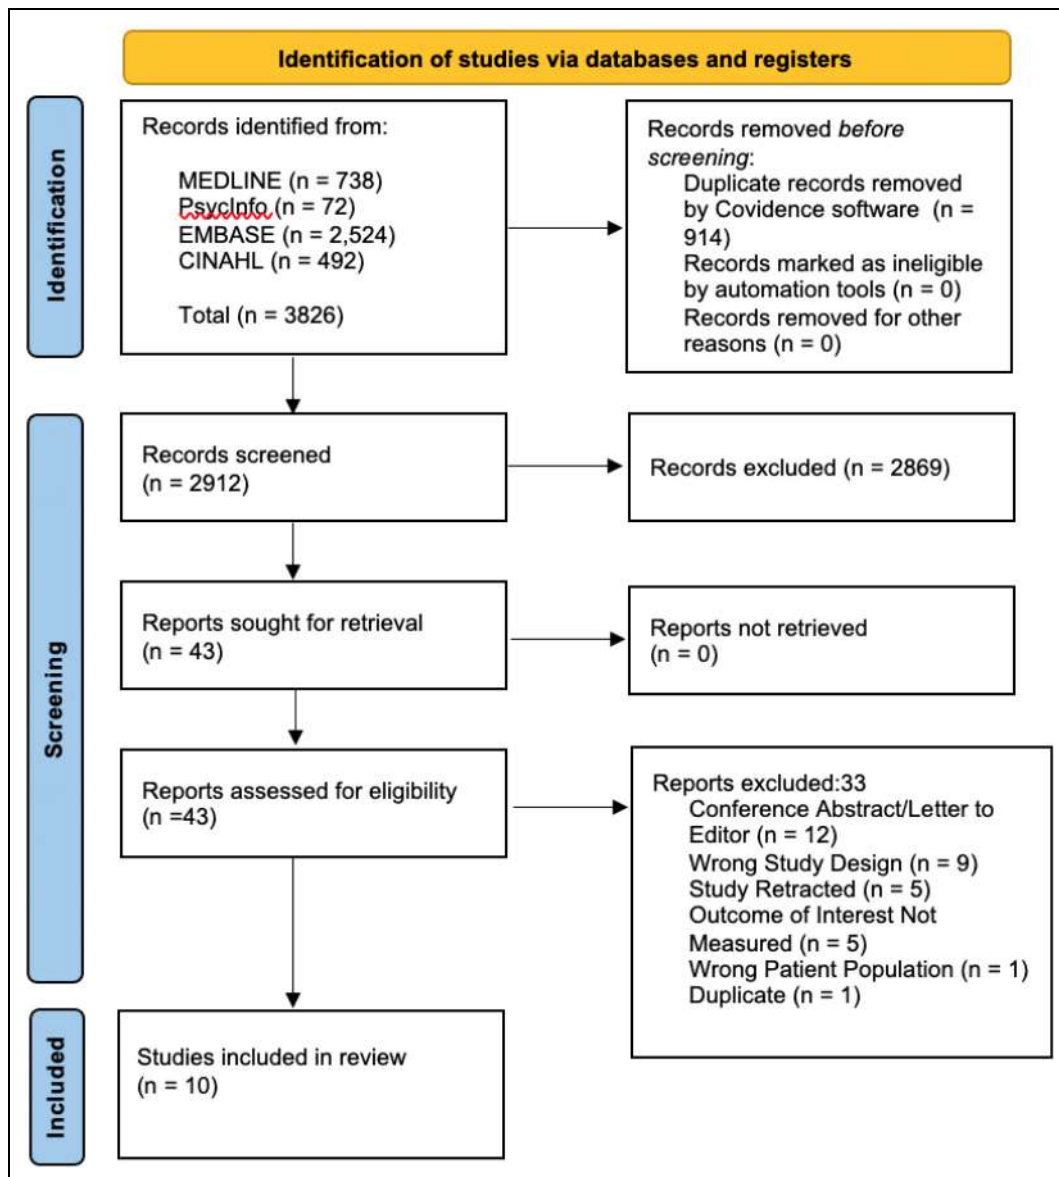 Identification of studies via databases and registers
Identification
Records identified from:
MEDLINE (n = 738)
PsycInfo (n = 72)
EMBASE (n = 2,524)
CINAHL (n = 492)
Total (n = 3826)
Records removed before
screening:
Duplicate records removed
by Covidence software (n =
914)
Records marked as ineligible
by automation tools (n = 0)
Records removed for other
reasons (n = 0)
Screening
Records screened
(n = 2912)
Records excluded (n = 2869)
Reports sought for retrieval
(n = 43)
Reports not retrieved
(n = 0)
Reports assessed for eligibility
(n =43)
Reports excluded:33
Conference Abstract/Letter to
Editor (n = 12)
Wrong Study Design (n = 9)
Study Retracted (n = 5)
Outcome of Interest Not
Measured (n = 5)
Wrong Patient Population (n = 1)
Duplicate (n = 1)
Included
Studies included in review
(n = 10)